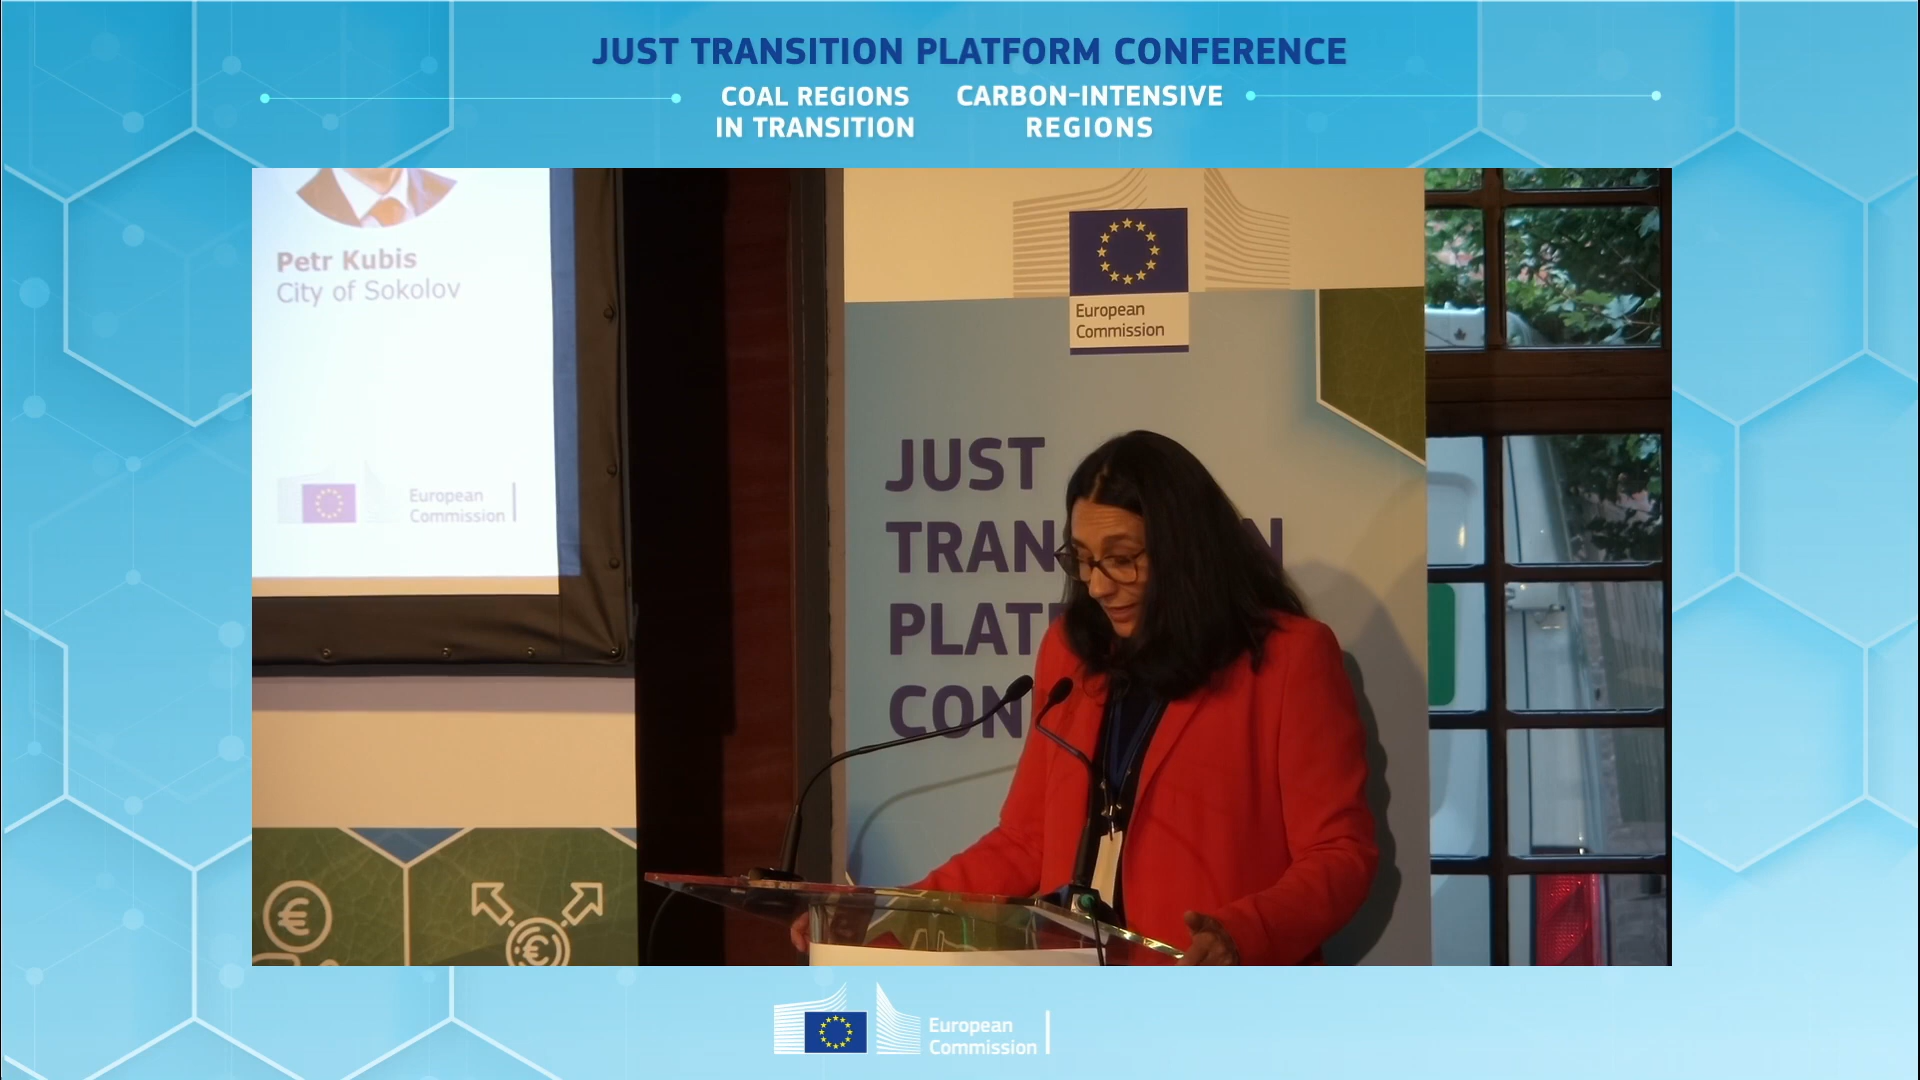 JUST TRANSITION PLATFORM CONFERENCE
COAL REGIONS
IN TRANSITION
CARBON-INTENSIVE
REGIONS
Petr Kubis
City of Sokolov
European
Commission
European
Commission
JUST
TRAN
N
PLAT
CON
European
Commission